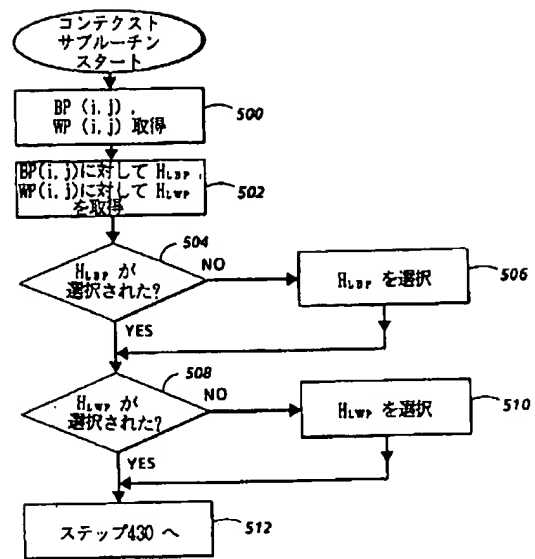 コンテクスト
サブルーチン
スタート
BP (i, j) ,
WP (i, j) 取得
500
BP(i, j)に対して HLBP ,
WP(i, j)に対して HLWP
を取得
502
504
HLBP が
選択された?
NO
HLBP を選択
506
YES
508
HLWP が
選択された?
NO
HLWP を選択
510
YES
ステップ430 へ
512